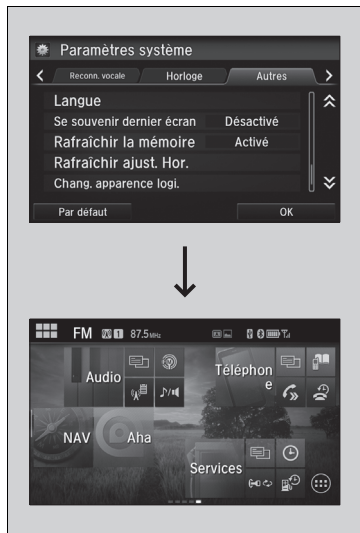 Paramètres système
Reconn. vocale Horloge Autres
Langue
Se souvenir dernier écran Désactivé
Rafraîchir la mémoire Activé
Rafraîchir ajust. Hor.
Chang. apparence logi.
Par défaut OK
FM 1 87.5MHz
Audio
Téléphon
e
NAV Aha
Services